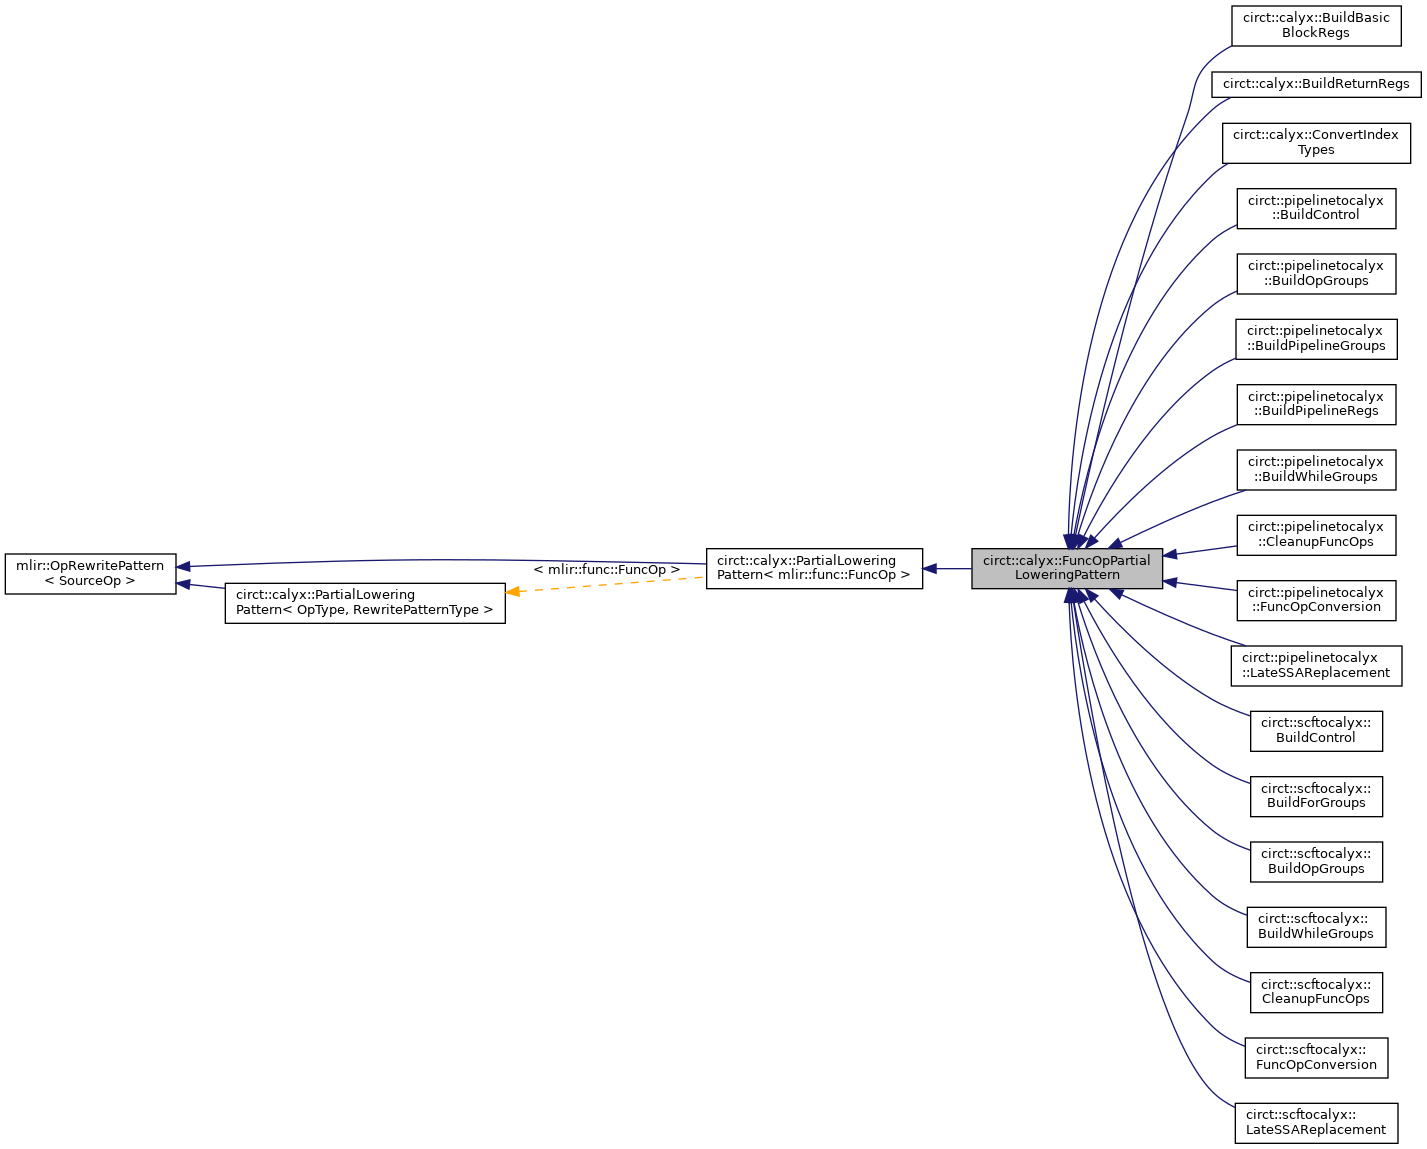 circt::calyx::BuildBasic
BlockRegs
circt::calyx::BuildReturnRegs
circt::calyx::ConvertIndex
Types
circt::pipelinetocalyx
::BuildControl
circt::pipelinetocalyx
::BuildOpGroups
circt::pipelinetocalyx
::BuildPipelineGroups
circt::pipelinetocalyx
::BuildPipelineRegs
circt::pipelinetocalyx
::BuildWhileGroups
circt::pipelinetocalyx
::CleanupFuncOps
mlir::OpRewritePattern
< SourceOp >
circt::calyx::PartialLowering
Pattern< OpType, RewritePatternType >
< mlir::func::FuncOp >
circt::calyx::PartialLowering
Pattern< mlir::func::FuncOp >
circt::calyx::FuncOpPartial
LoweringPattern
circt::pipelinetocalyx
::FuncOpConversion
circt::pipelinetocalyx
::LateSSAReplacement
circt::scftocalyx::
BuildControl
circt::scftocalyx::
BuildForGroups
circt::scftocalyx::
BuildOpGroups
circt::scftocalyx::
BuildWhileGroups
circt::scftocalyx::
CleanupFuncOps
circt::scftocalyx::
FuncOpConversion
circt::scftocalyx::
LateSSAReplacement